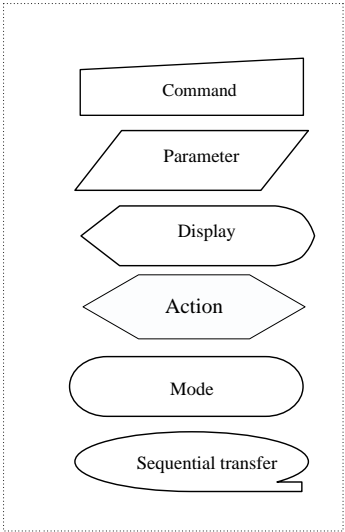 Command
Parameter
Display
Action
Mode
Sequential transfer